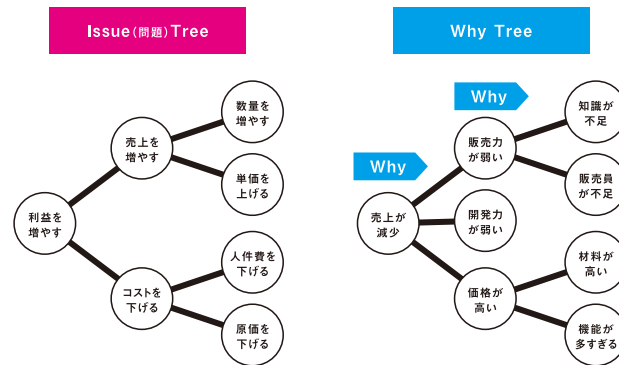 Issue(問題)Tree
利益を
増やす
売上を
増やす
数量を
増やす
単価を
上げる
コストを
下げる
人件費を
下げる
原価を
下げる
Why Tree
Why
Why
売上が
減少
販売力
が弱い
知識が
不足
販売員
が不足
開発力
が弱い
価格が
高い
材料が
高い
機能が
多すぎる